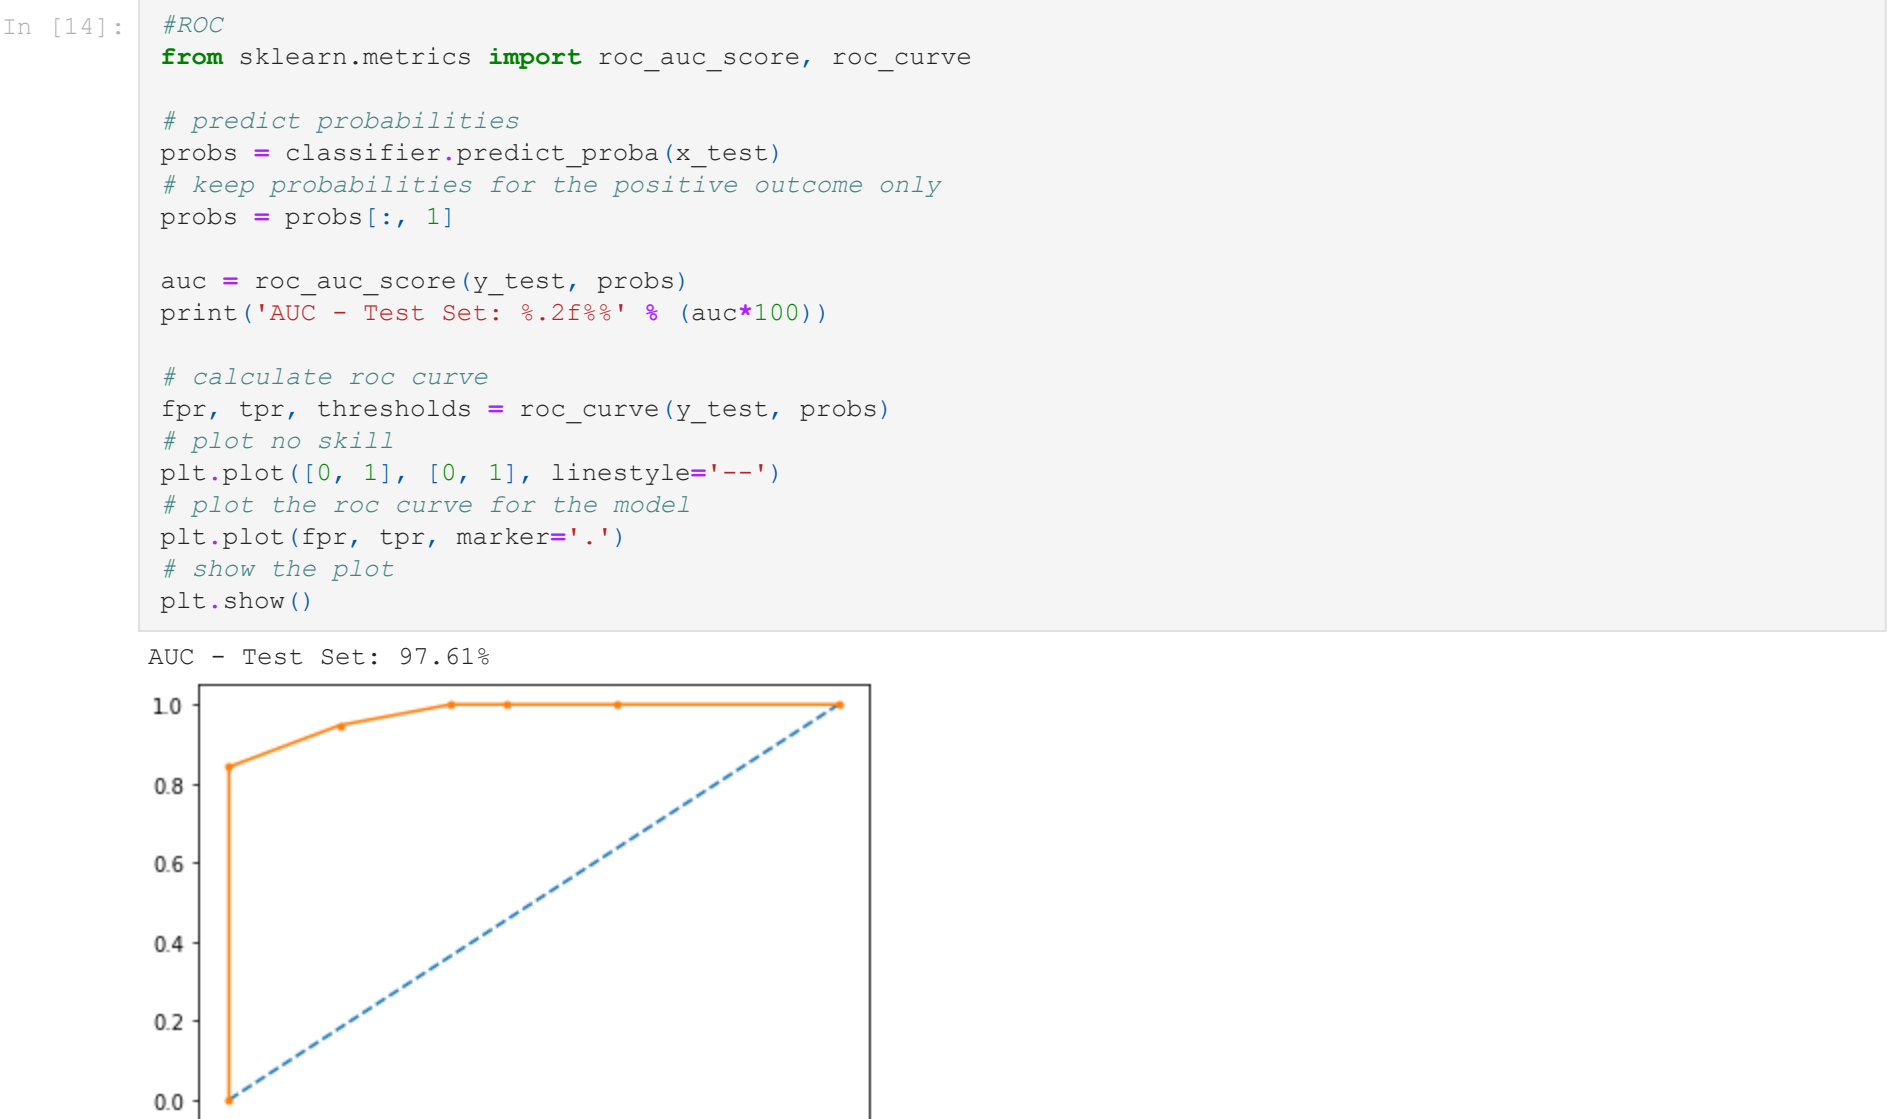 In [14]:
#ROC
from sklearn.metrics import roc_auc_score, roc_curve
# predict probabilities
probs = classifier.predict_proba(x_test)
# keep probabilities for the positive outcome only
probs = probs[:, 1]
auc = roc_auc_score(y_test, probs)
print('AUC - Test Set: %.2f%%' % (auc*100))
# calculate roc curve
fpr, tpr, thresholds = roc_curve(y_test, probs)
# plot no skill
plt.plot([0, 1], [0, 1], linestyle='--')
# plot the roc curve for the model
plt.plot(fpr, tpr, marker='.')
# show the plot
plt.show()
AUC - Test Set: 97.61%
1.0
0.8
0.6
0.4
0.2
0.0